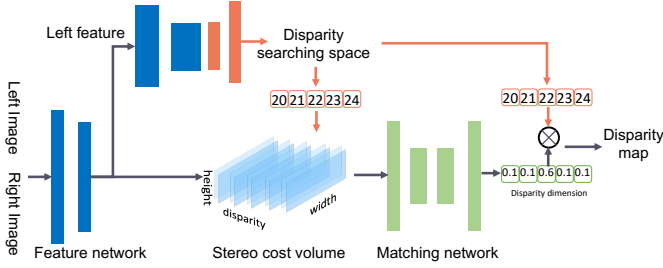 Left feature
Disparity
searching space
20 21 22 23 24
20 21 22 23 24
Left Image
Right Image
height
disparity
width
0.1 0.1 0.6 0.1 0.1
Disparity dimension
Disparity
map
Feature network
Stereo cost volume
Matching network